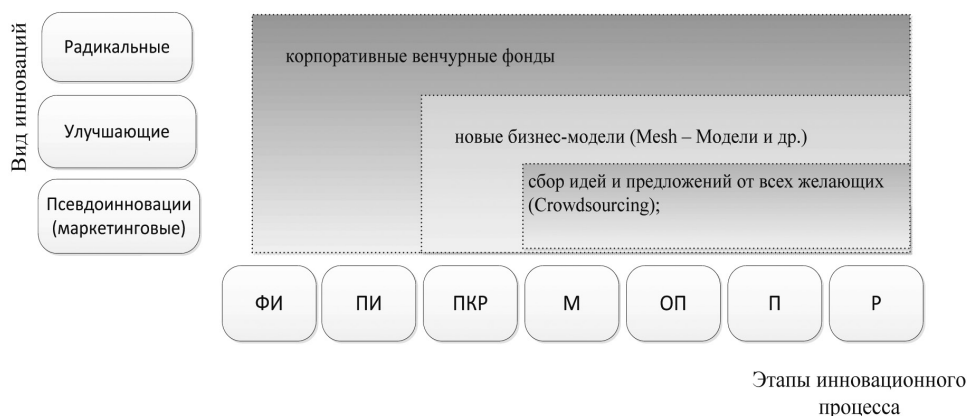 Вид инноваций
Радикальные
Улучшающие
Псевдоинновации
(маркетинговые)
корпоративные венчурные фонды
новые бизнес-модели (Mesh – Модели и др.)
сбор идей и предложений от всех желающих
(Crowdsourcing);
ФИ
ПИ
ПКР
М
ОП
П
Р
Этапы инновационного
процесса